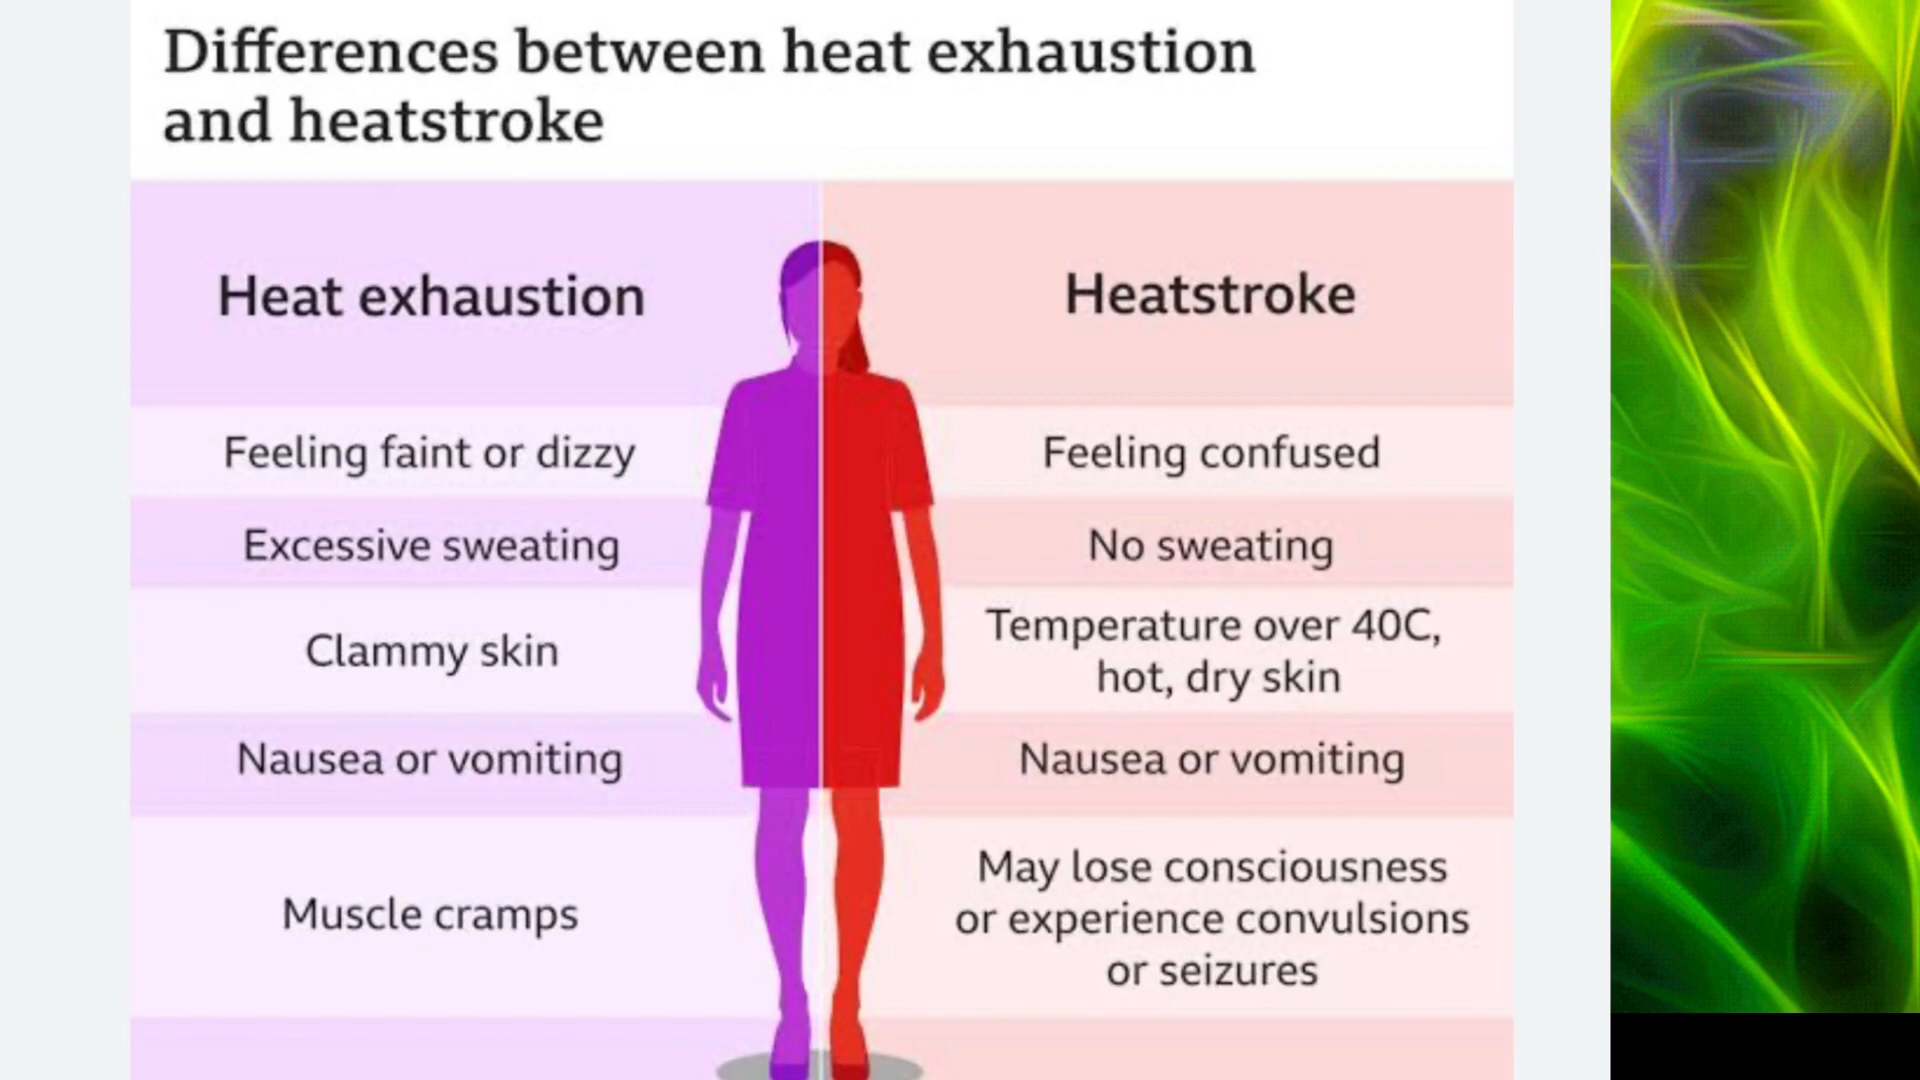 Differences between heat exhaustion
and heatstroke
Heat exhaustion
Heatstroke
Feeling faint or dizzy
Feeling confused
Excessive sweating
No sweating
Clammy skin
Temperature over 40C,
hot, dry skin
Nausea or vomiting
Nausea or vomiting
Muscle cramps
May lose consciousness
or experience convulsions
or seizures